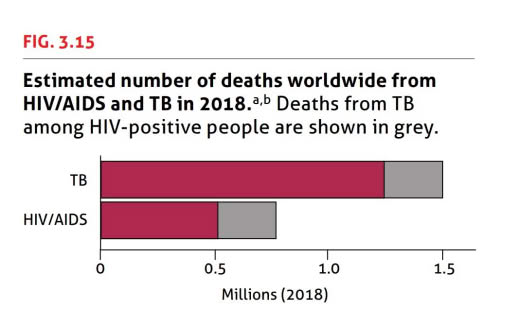 FIG. 3.15
Estimated number of deaths worldwide from
HIV/AIDS and TB in 2018.a,b Deaths from TB
among HIV-positive people are shown in grey.
TB
HIV/AIDS
0 0.5 1.0 1.5
Millions (2018)